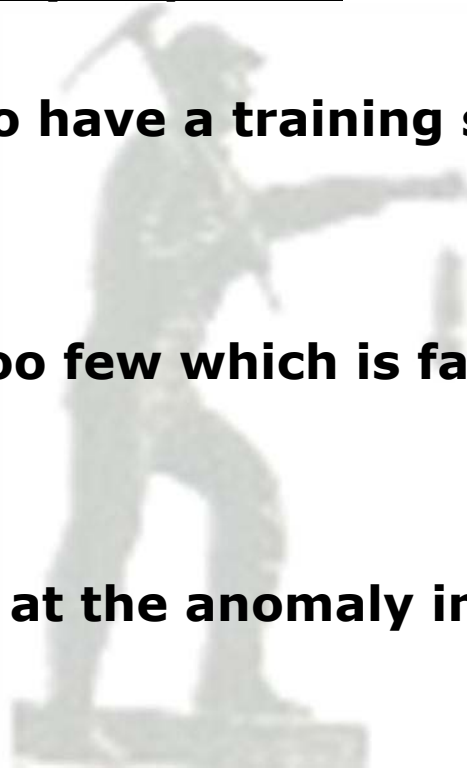 o have a training
oo few which is fa
at the anomaly in